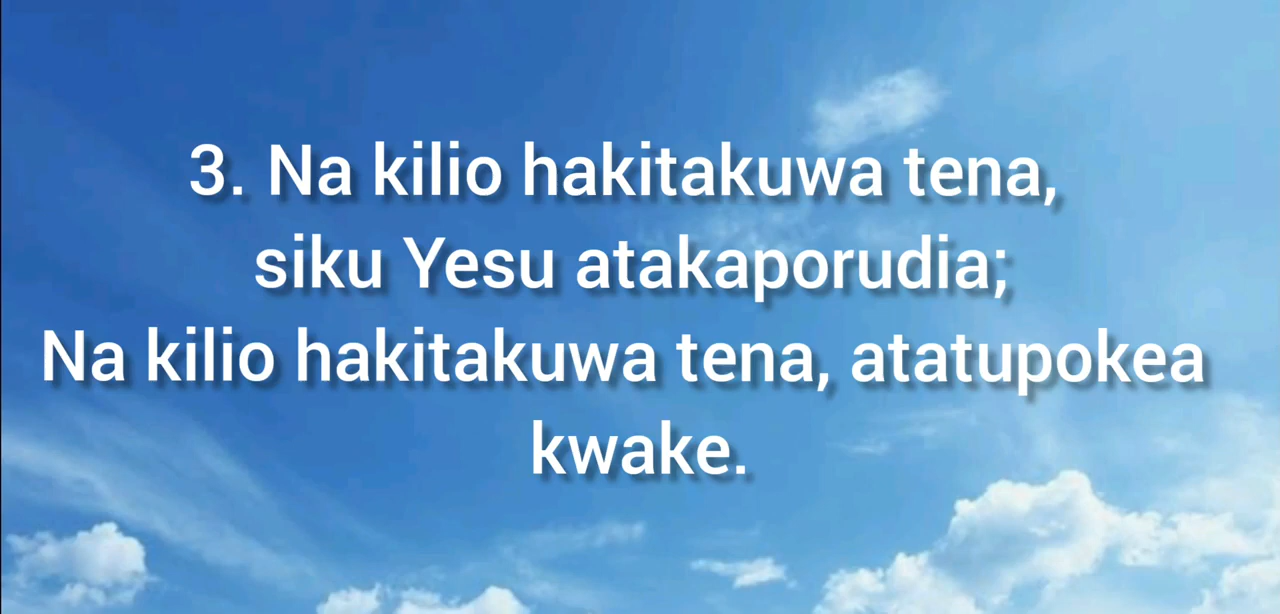 3. Na kilio hakitakuwa tena,
siku Yesu atakaporudia;
Na kilio hakitakuwa tena, atatupokea
kwake.